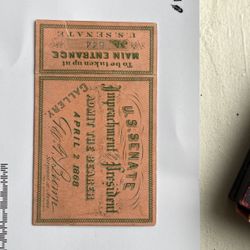 U.S. SENATE
Impeachment of the President
ADMIT THE BEARER
APRIL 2 1868
GALLERY
U.S. SENATE
MAIN ENTRANCE
To be taken up at